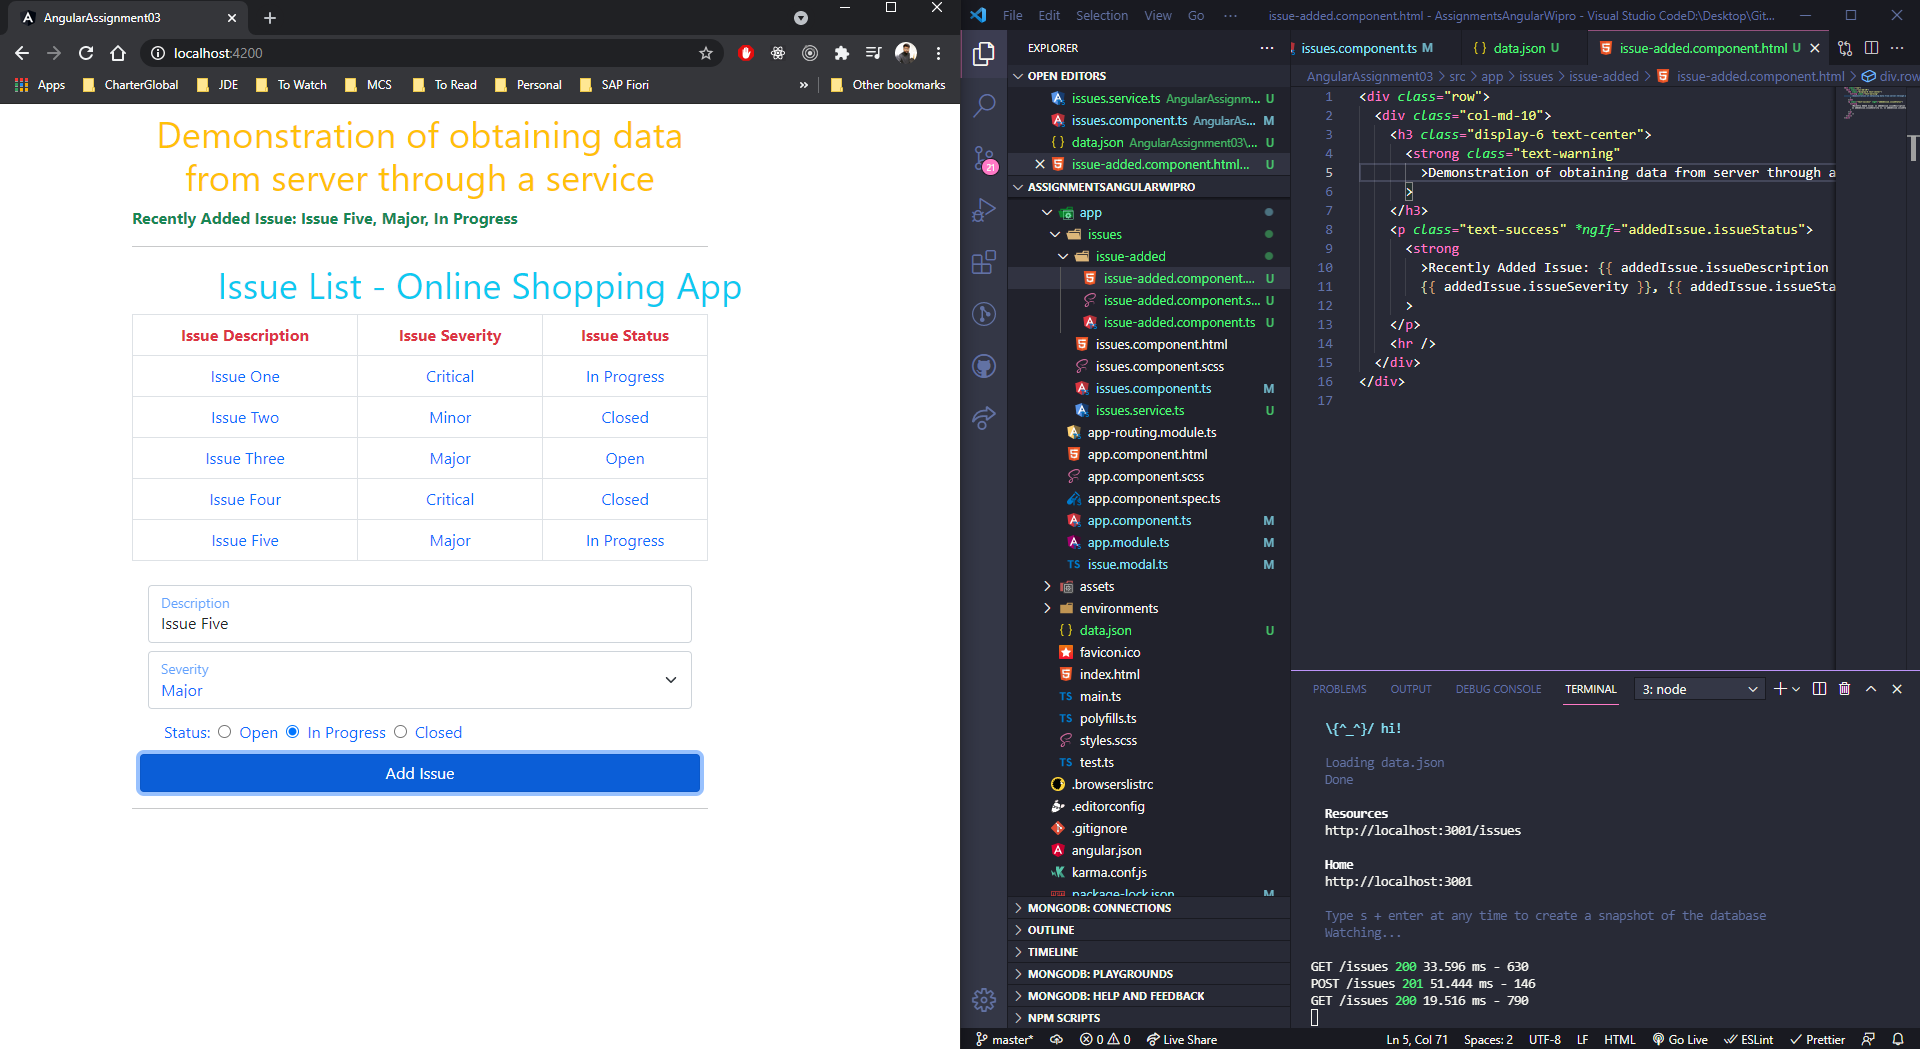 AngularAssignment03
localhost:4200
Apps CharterGlobal JDE To Watch MCS To Read Personal SAP Fiori » Other bookmarks
Demonstration of obtaining data
from server through a service
Recently Added Issue: Issue Five, Major, In Progress
Issue List - Online Shopping App
Issue Description Issue Severity Issue Status
Issue One Critical In Progress
Issue Two Minor Closed
Issue Three Major Open
Issue Four Critical Closed
Issue Five Major In Progress
Description
Issue Five
Severity
Major
Status: Open In Progress Closed
Add Issue
File Edit Selection View Go ··· issue-added.component.html - AssignmentsAngularWipro - Visual Studio CodeD:\Desktop\Git...
EXPLORER ···
OPEN EDITORS
issues.service.ts AngularAssignm... U
issues.component.ts AngularAs... M
data.json AngularAssignment03\... U
issue-added.component.html... U
ASSIGNMENTSANGULARWIPRO
21
app
issues
issue-added
issue-added.component.... U
issue-added.component.s... U
issue-added.component.ts U
issues.component.html
issues.component.scss
issues.component.ts M
issues.service.ts U
app-routing.module.ts
app.component.html
app.component.scss
app.component.spec.ts
app.component.ts M
app.module.ts M
TS issue.modal.ts M
assets
environments
data.json U
favicon.ico
index.html
TS main.ts
TS polyfills.ts
styles.scss
TS test.ts
.browserslistrc
.editorconfig
.gitignore
angular.json
karma.conf.js
package-lock.json M
MONGODB: CONNECTIONS
OUTLINE
TIMELINE
MONGODB: PLAYGROUNDS
MONGODB: HELP AND FEEDBACK
NPM SCRIPTS
issues.component.ts M data.json U issue-added.component.html U
AngularAssignment03 > src > app > issues > issue-added > issue-added.component.html > div.row
1 <div class="row">
2 <div class="col-md-10">
3 <h3 class="display-6 text-center">
4 <strong class="text-warning"
5 >Demonstration of obtaining data from server through a
6 >
7 </h3>
8 <p class="text-success" *ngIf="addedIssue.issueStatus">
9 <strong
10 >Recently Added Issue: {{ addedIssue.issueDescription
11 {{ addedIssue.issueSeverity }}, {{ addedIssue.issueSta
12 >
13 </p>
14 <hr />
15 </div>
16 </div>
17
PROBLEMS OUTPUT DEBUG CONSOLE TERMINAL 3: node
\{^_^}/ hi!
Loading data.json
Done
Resources
http://localhost:3001/issues
Home
http://localhost:3001
Type s + enter at any time to create a snapshot of the database
Watching...
GET /issues 200 33.596 ms - 630
POST /issues 201 51.444 ms - 146
GET /issues 200 19.516 ms - 790
master* 0 0 Live Share Ln 5, Col 71 Spaces: 2 UTF-8 LF HTML Go Live ESLint Prettier